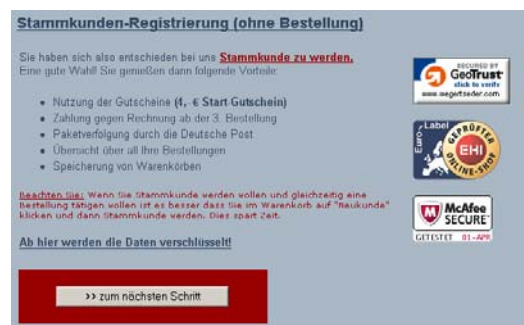 Stammkunden-Registrierung (ohne Bestellung)
Sie haben sich also entschieden bei uns Stammkunde zu werden.
Eine gute Wahl! Sie genießen dann folgende Vorteile:
Nutzung der Gutscheine (4,- € Start Gutschein)
Zahlung gegen Rechnung ab der 3. Bestellung
Paketverfolgung durch die Deutsche Post
Übersicht über all Ihre Bestellungen
Speicherung von Warenkörben
Beachten Sie: Wenn Sie Stammkunde werden wollen und gleichzeitig eine
Bestellung tätigen wollen ist es besser dass Sie im Warenkorb auf "Neukunde"
klicken und dann Stammkunde werden. Dies spart Zeit.
Ab hier werden die Daten verschlüsselt!
>> zum nächsten Schritt
SECURED BY
GeoTrust
click to verify
Euro-Label
GEPRÜFTER
EHI
ONLINE-SHOP
McAfee
SECURE
GETESTET 01-APR